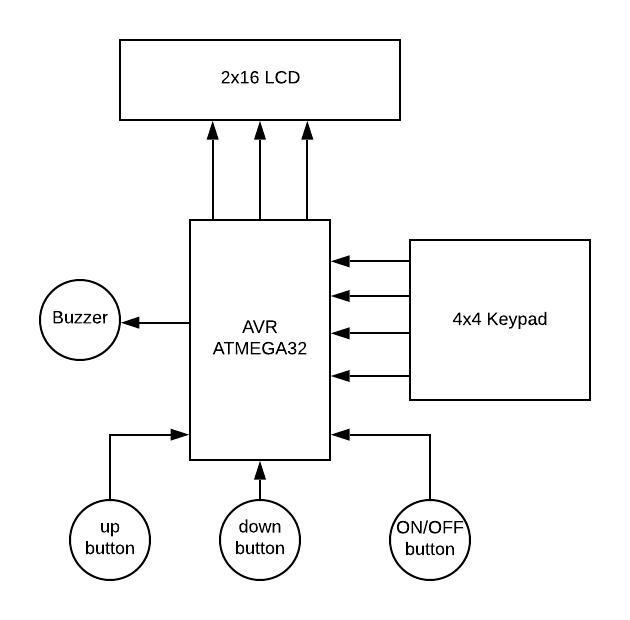 2x16 LCD
Buzzer
AVR
ATMEGA32
4x4 Keypad
up
button
down
button
ON/OFF
button